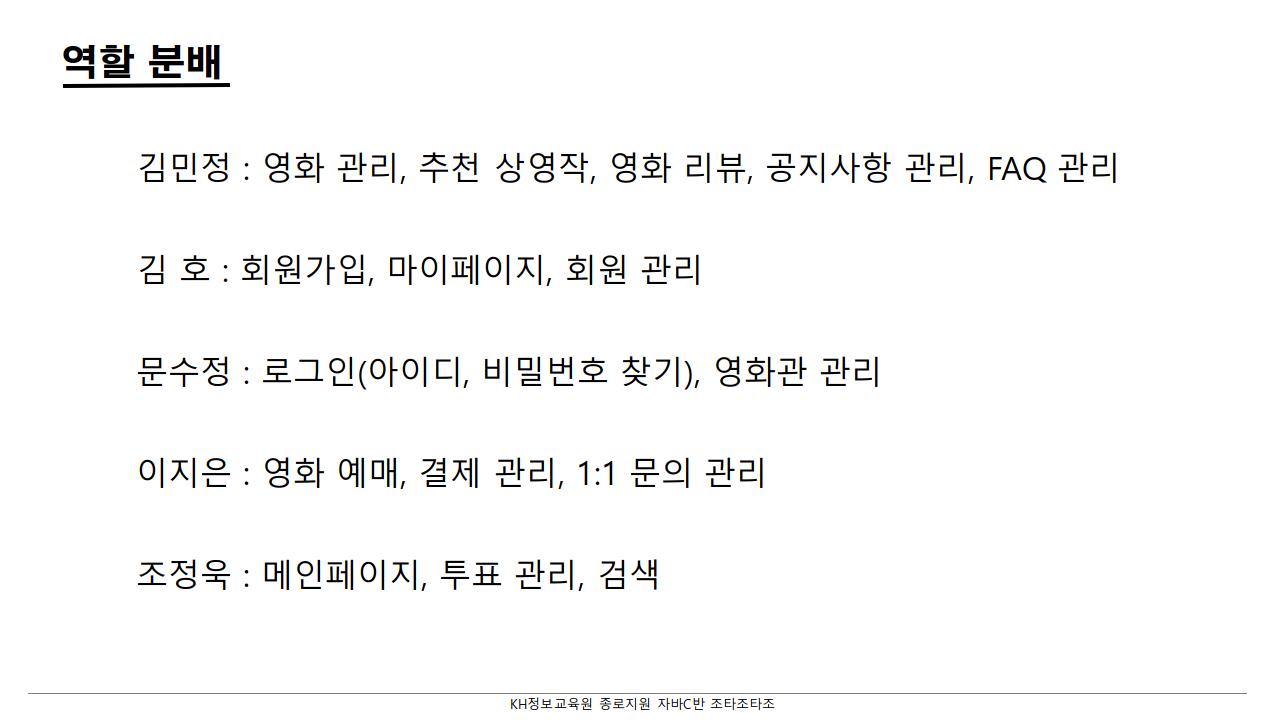 역할 분배
김민정 : 영화 관리, 추천 상영작, 영화 리뷰, 공지사항 관리, FAQ 관리
김 호 : 회원가입, 마이페이지, 회원 관리
문수정 : 로그인(아이디, 비밀번호 찾기), 영화관 관리
이지은 : 영화 예매, 결제 관리, 1:1 문의 관리
조정욱 : 메인페이지, 투표 관리, 검색
KH정보교육원 종로지원 자바C반 조타조타조